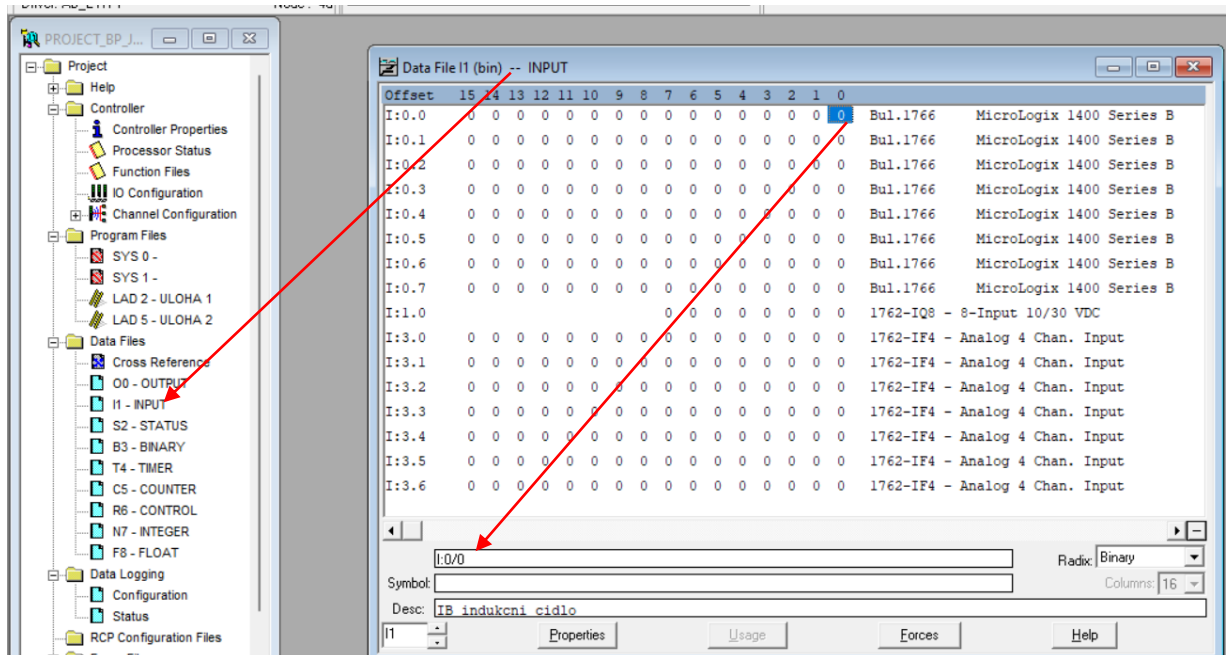 PROJECT_BP_J...
Project
Help
Controller
Controller Properties
Processor Status
Function Files
IO Configuration
Channel Configuration
Program Files
SYS 0 -
SYS 1 -
LAD 2 - ULOHA 1
LAD 5 - ULOHA 2
Data Files
Cross Reference
O0 - OUTPUT
I1 - INPUT
S2 - STATUS
B3 - BINARY
T4 - TIMER
C5 - COUNTER
R6 - CONTROL
N7 - INTEGER
F8 - FLOAT
Data Logging
Configuration
Status
RCP Configuration Files
Data File I1 (bin) -- INPUT
Offset 15 14 13 12 11 10 9 8 7 6 5 4 3 2 1 0
I:0.0 0 0 0 0 0 0 0 0 0 0 0 0 0 0 0 0 Bul.1766 MicroLogix 1400 Series B
I:0.1 0 0 0 0 0 0 0 0 0 0 0 0 0 0 0 0 Bul.1766 MicroLogix 1400 Series B
I:0.2 0 0 0 0 0 0 0 0 0 0 0 0 0 0 0 0 Bul.1766 MicroLogix 1400 Series B
I:0.3 0 0 0 0 0 0 0 0 0 0 0 0 0 0 0 0 Bul.1766 MicroLogix 1400 Series B
I:0.4 0 0 0 0 0 0 0 0 0 0 0 0 0 0 0 0 Bul.1766 MicroLogix 1400 Series B
I:0.5 0 0 0 0 0 0 0 0 0 0 0 0 0 0 0 0 Bul.1766 MicroLogix 1400 Series B
I:0.6 0 0 0 0 0 0 0 0 0 0 0 0 0 0 0 0 Bul.1766 MicroLogix 1400 Series B
I:0.7 0 0 0 0 0 0 0 0 0 0 0 0 0 0 0 0 Bul.1766 MicroLogix 1400 Series B
I:1.0 0 0 0 0 0 0 0 0 1762-IQ8 - 8-Input 10/30 VDC
I:3.0 0 0 0 0 0 0 0 0 0 0 0 0 0 0 0 0 1762-IF4 - Analog 4 Chan. Input
I:3.1 0 0 0 0 0 0 0 0 0 0 0 0 0 0 0 0 1762-IF4 - Analog 4 Chan. Input
I:3.2 0 0 0 0 0 0 0 0 0 0 0 0 0 0 0 0 1762-IF4 - Analog 4 Chan. Input
I:3.3 0 0 0 0 0 0 0 0 0 0 0 0 0 0 0 0 1762-IF4 - Analog 4 Chan. Input
I:3.4 0 0 0 0 0 0 0 0 0 0 0 0 0 0 0 0 1762-IF4 - Analog 4 Chan. Input
I:3.5 0 0 0 0 0 0 0 0 0 0 0 0 0 0 0 0 1762-IF4 - Analog 4 Chan. Input
I:3.6 0 0 0 0 0 0 0 0 0 0 0 0 0 0 0 0 1762-IF4 - Analog 4 Chan. Input
I:0/0 Radix: Binary
Symbol: Columns: 16
Desc: IB indukcni cidlo
I1 Properties Usage Forces Help